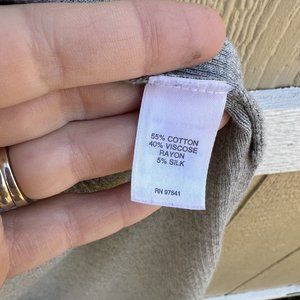 55% COTTON
40% VISCOSE
RAYON
5% SILK
RN 97641